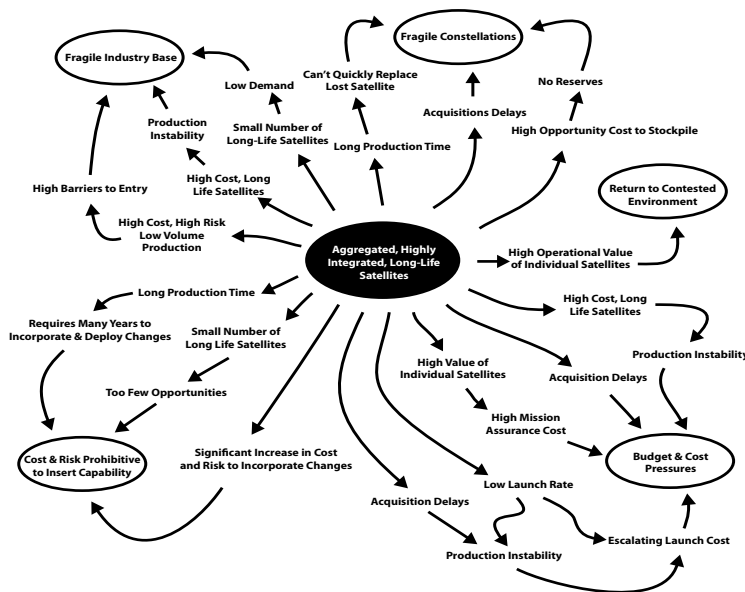 Fragile Industry Base
Fragile Constellations
Low Demand
Can't Quickly Replace
Lost Satellite
No Reserves
Production
Instability
Small Number of
Long-Life Satellites
Acquisitions Delays
High Opportunity Cost to Stockpile
Long Production Time
High Barriers to Entry
High Cost, Long
Life Satellites
Return to Contested
Environment
High Cost, High Risk
Low Volume
Production
Aggregated, Highly
Integrated, Long-Life
Satellites
High Operational Value
of Individual Satellites
Long Production Time
High Cost, Long
Life Satellites
Requires Many Years to
Incorporate & Deploy Changes
Small Number of
Long Life Satellites
High Value of
Individual Satellites
Production Instability
Acquisition Delays
Too Few Opportunities
High Mission
Assurance Cost
Cost & Risk Prohibitive
to Insert Capability
Significant Increase in Cost
and Risk to Incorporate Changes
Budget & Cost
Pressures
Low Launch Rate
Acquisition Delays
Escalating Launch Cost
Production Instability